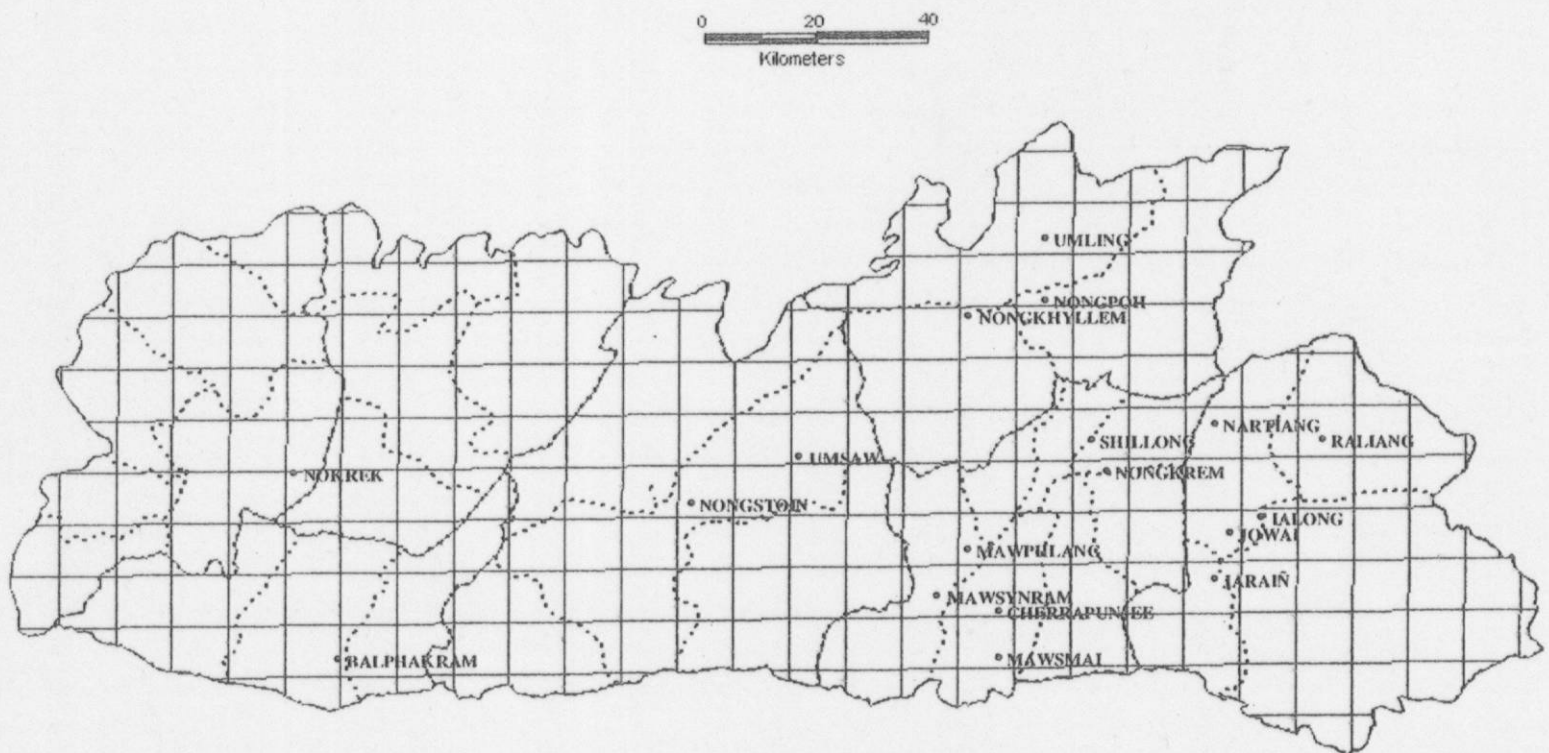 0 20 40
Kilometers
UMLING
NONGPOH
NONGKHYLLEM
SHILLONG
NARTIANG
RALIANG
UMSAW
NOKREK
NONGKREM
NONGSTOIN
IALONG
JOWAI
MAWPHLANG
JARAIN
MAWSYNRAM
CHERRAPUNJEE
BALPHAKRAM
MAWSMAI